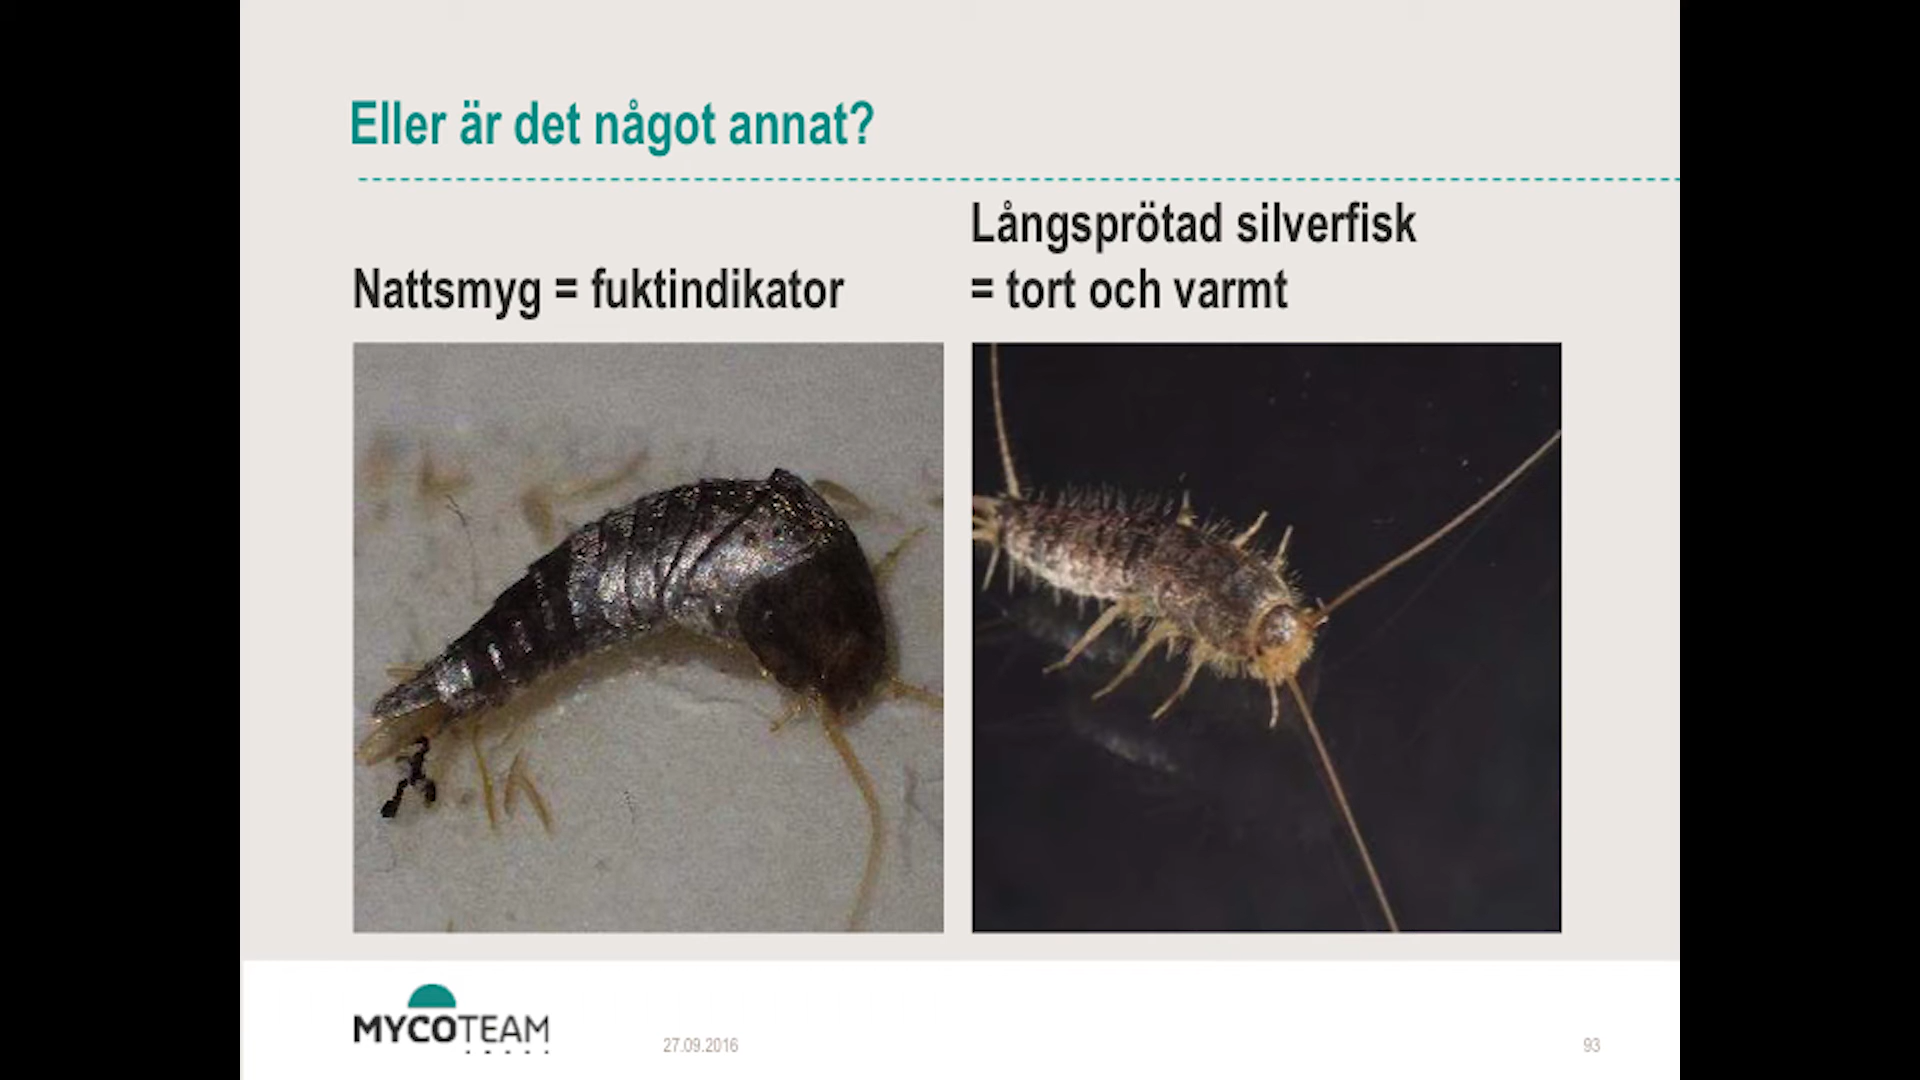 Eller är det något annat?
Nattsmyg = fuktindikator
Långsprötad silverfisk
= tort och varmt
MYCOTEAM
27.09.2016
93